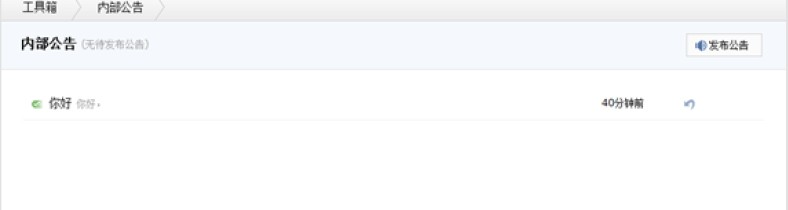 工具箱 内部公告
内部公告 (无待发布公告) 发布公告
你好 你好。 40分钟前